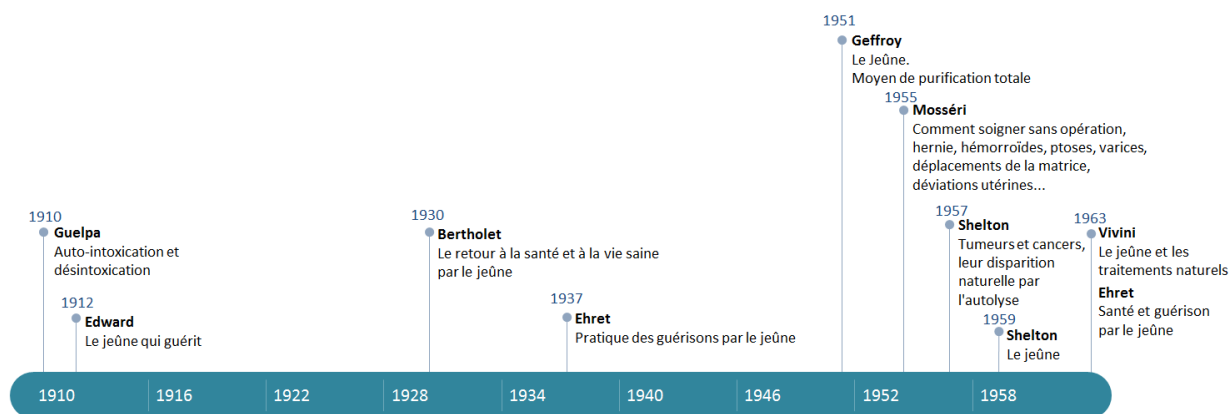 1910
Guelpa
Auto-intoxication et
désintoxication
1912
Edward
Le jeûne qui guérit
1930
Bertholet
Le retour à la santé et à la vie saine
par le jeûne
1937
Ehret
Pratique des guérisons par le jeûne
1951
Geffroy
Le Jeûne.
Moyen de purification totale
1955
Mosséri
Comment soigner sans opération,
hernie, hémorroïdes, ptoses, varices,
déplacements de la matrice,
déviations utérines...
1957
Shelton
Tumeurs et cancers,
leur disparition
naturelle par
l'autolyse
1959
Shelton
Le jeûne
1963
Vivini
Le jeûne et les
traitements naturels
Ehret
Santé et guérison
par le jeûne
1910 1916 1922 1928 1934 1940 1946 1952 1958